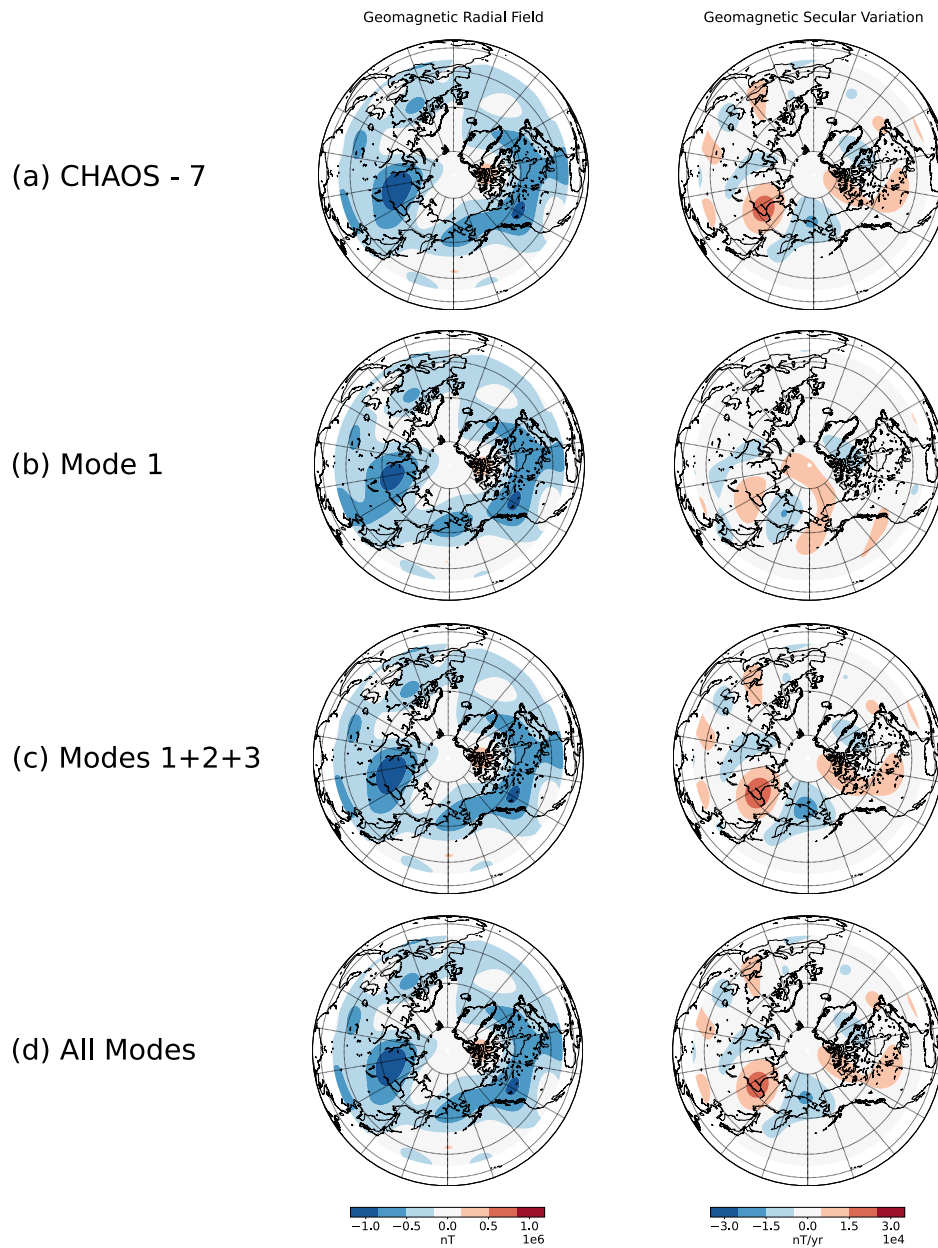 Geomagnetic Radial Field
Geomagnetic Secular Variation
(a) CHAOS - 7
(b) Mode 1
(c) Modes 1+2+3
(d) All Modes
−1.0 −0.5 0.0 0.5 1.0
nT 1e6
−3.0 −1.5 0.0 1.5 3.0
nT/yr 1e4